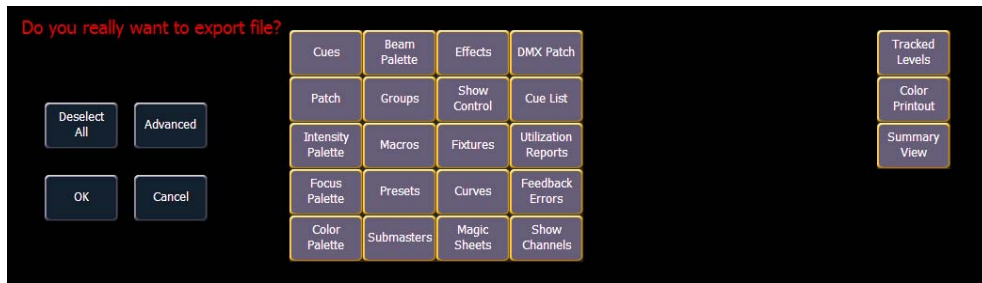 Do you really want to export file?
Deselect
All
Advanced
OK
Cancel
Cues
Beam
Palette
Effects
DMX Patch
Patch
Groups
Show
Control
Cue List
Intensity
Palette
Macros
Fixtures
Utilization
Reports
Focus
Palette
Presets
Curves
Feedback
Errors
Color
Palette
Submasters
Magic
Sheets
Show
Channels
Tracked
Levels
Color
Printout
Summary
View